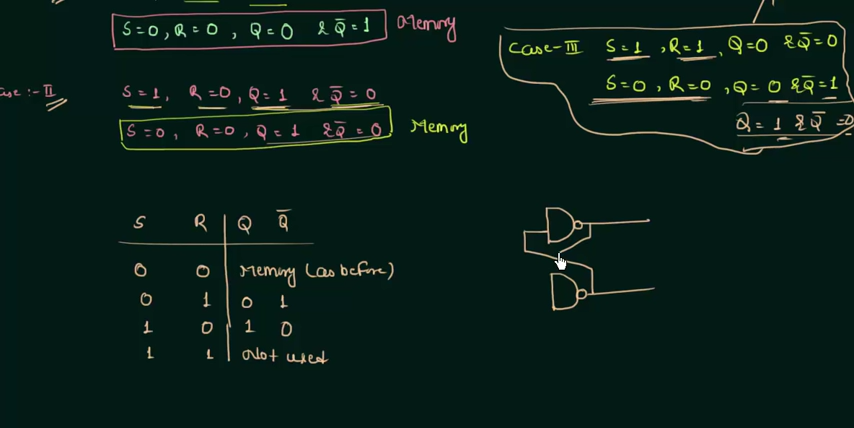 S=0, R=0, Q=0 & Q̄=1 Memory
Case :- II S=1, R=0, Q=1 & Q̄=0
S=0, R=0, Q=1 & Q̄=0 Memory
Case-III S=1, R=1, Q=0 & Q̄=0
S=0, R=0, Q=0 & Q̄=1
Q=1 & Q̄=0
S R Q Q̄
0 0 Memory (as before)
0 1 0 1
1 0 1 0
1 1 Not used